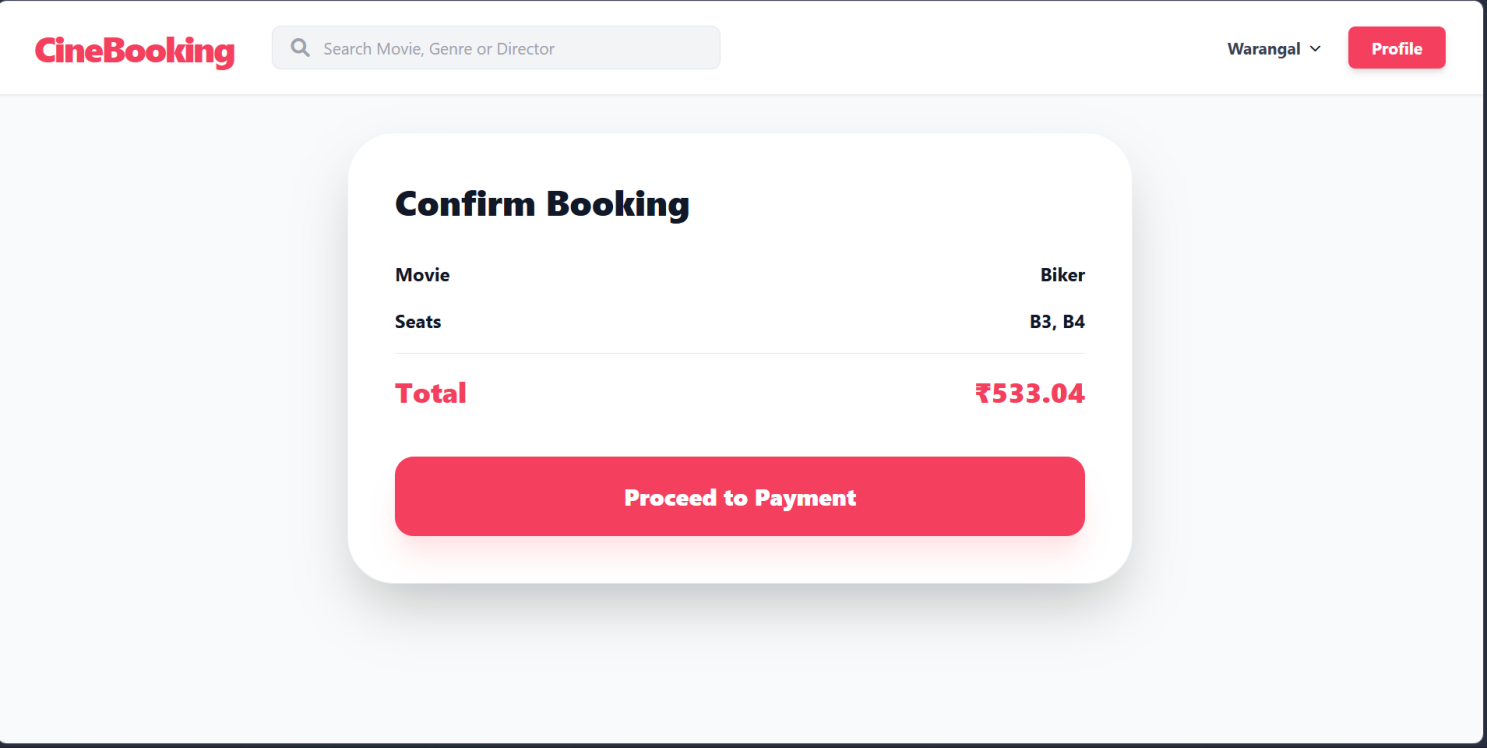 CineBooking
Search Movie, Genre or Director
Warangal
Profile
Confirm Booking
Movie Biker
Seats B3, B4
Total ₹533.04
Proceed to Payment